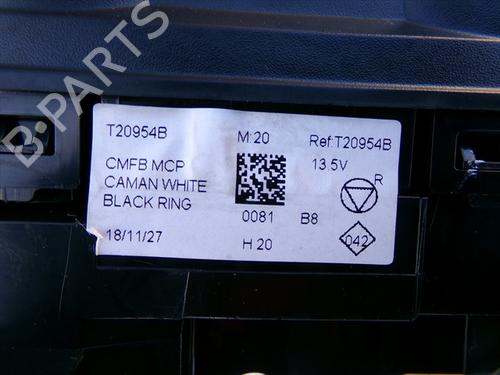 B-PARTS
T20954B M:20 Ref:T20954B
CMFB MCP 13.5V
CAMAN WHITE R
BLACK RING 0081 B8
18/11/27 H 20 042